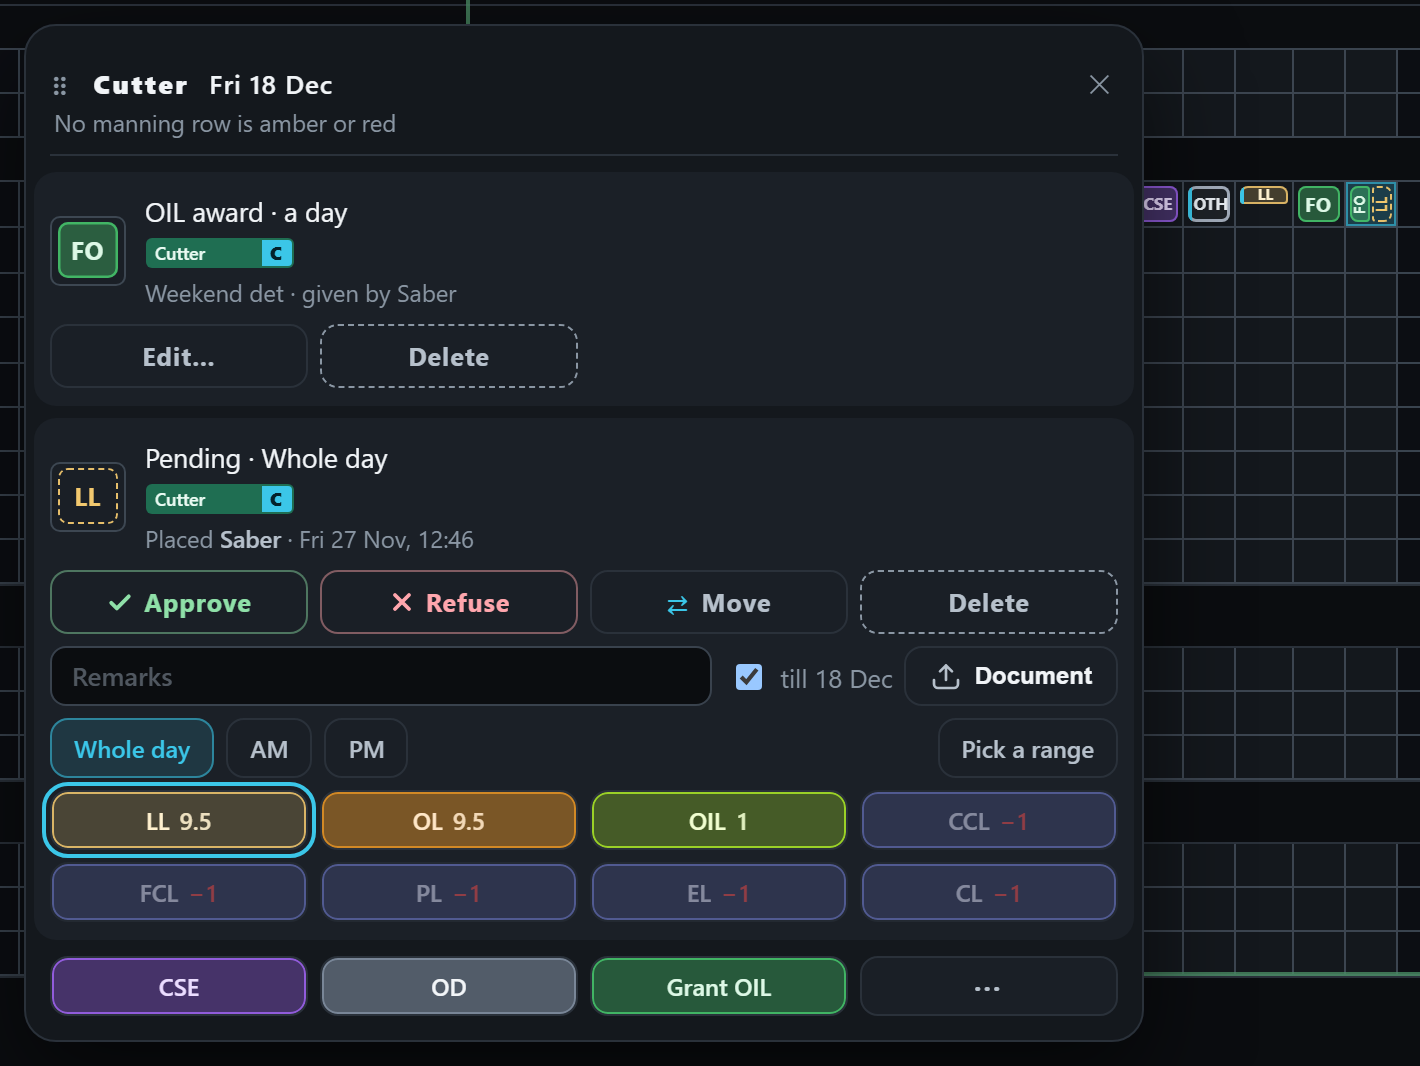 Cutter Fri 18 Dec
No manning row is amber or red
CSE OTH LL FO FO LL
FO
OIL award · a day
Cutter C
Weekend det · given by Saber
Edit... Delete
LL
Pending · Whole day
Cutter C
Placed Saber · Fri 27 Nov, 12:46
Approve Refuse Move Delete
Remarks till 18 Dec Document
Whole day AM PM Pick a range
LL 9.5 OL 9.5 OIL 1 CCL −1
FCL −1 PL −1 EL −1 CL −1
CSE OD Grant OIL ...